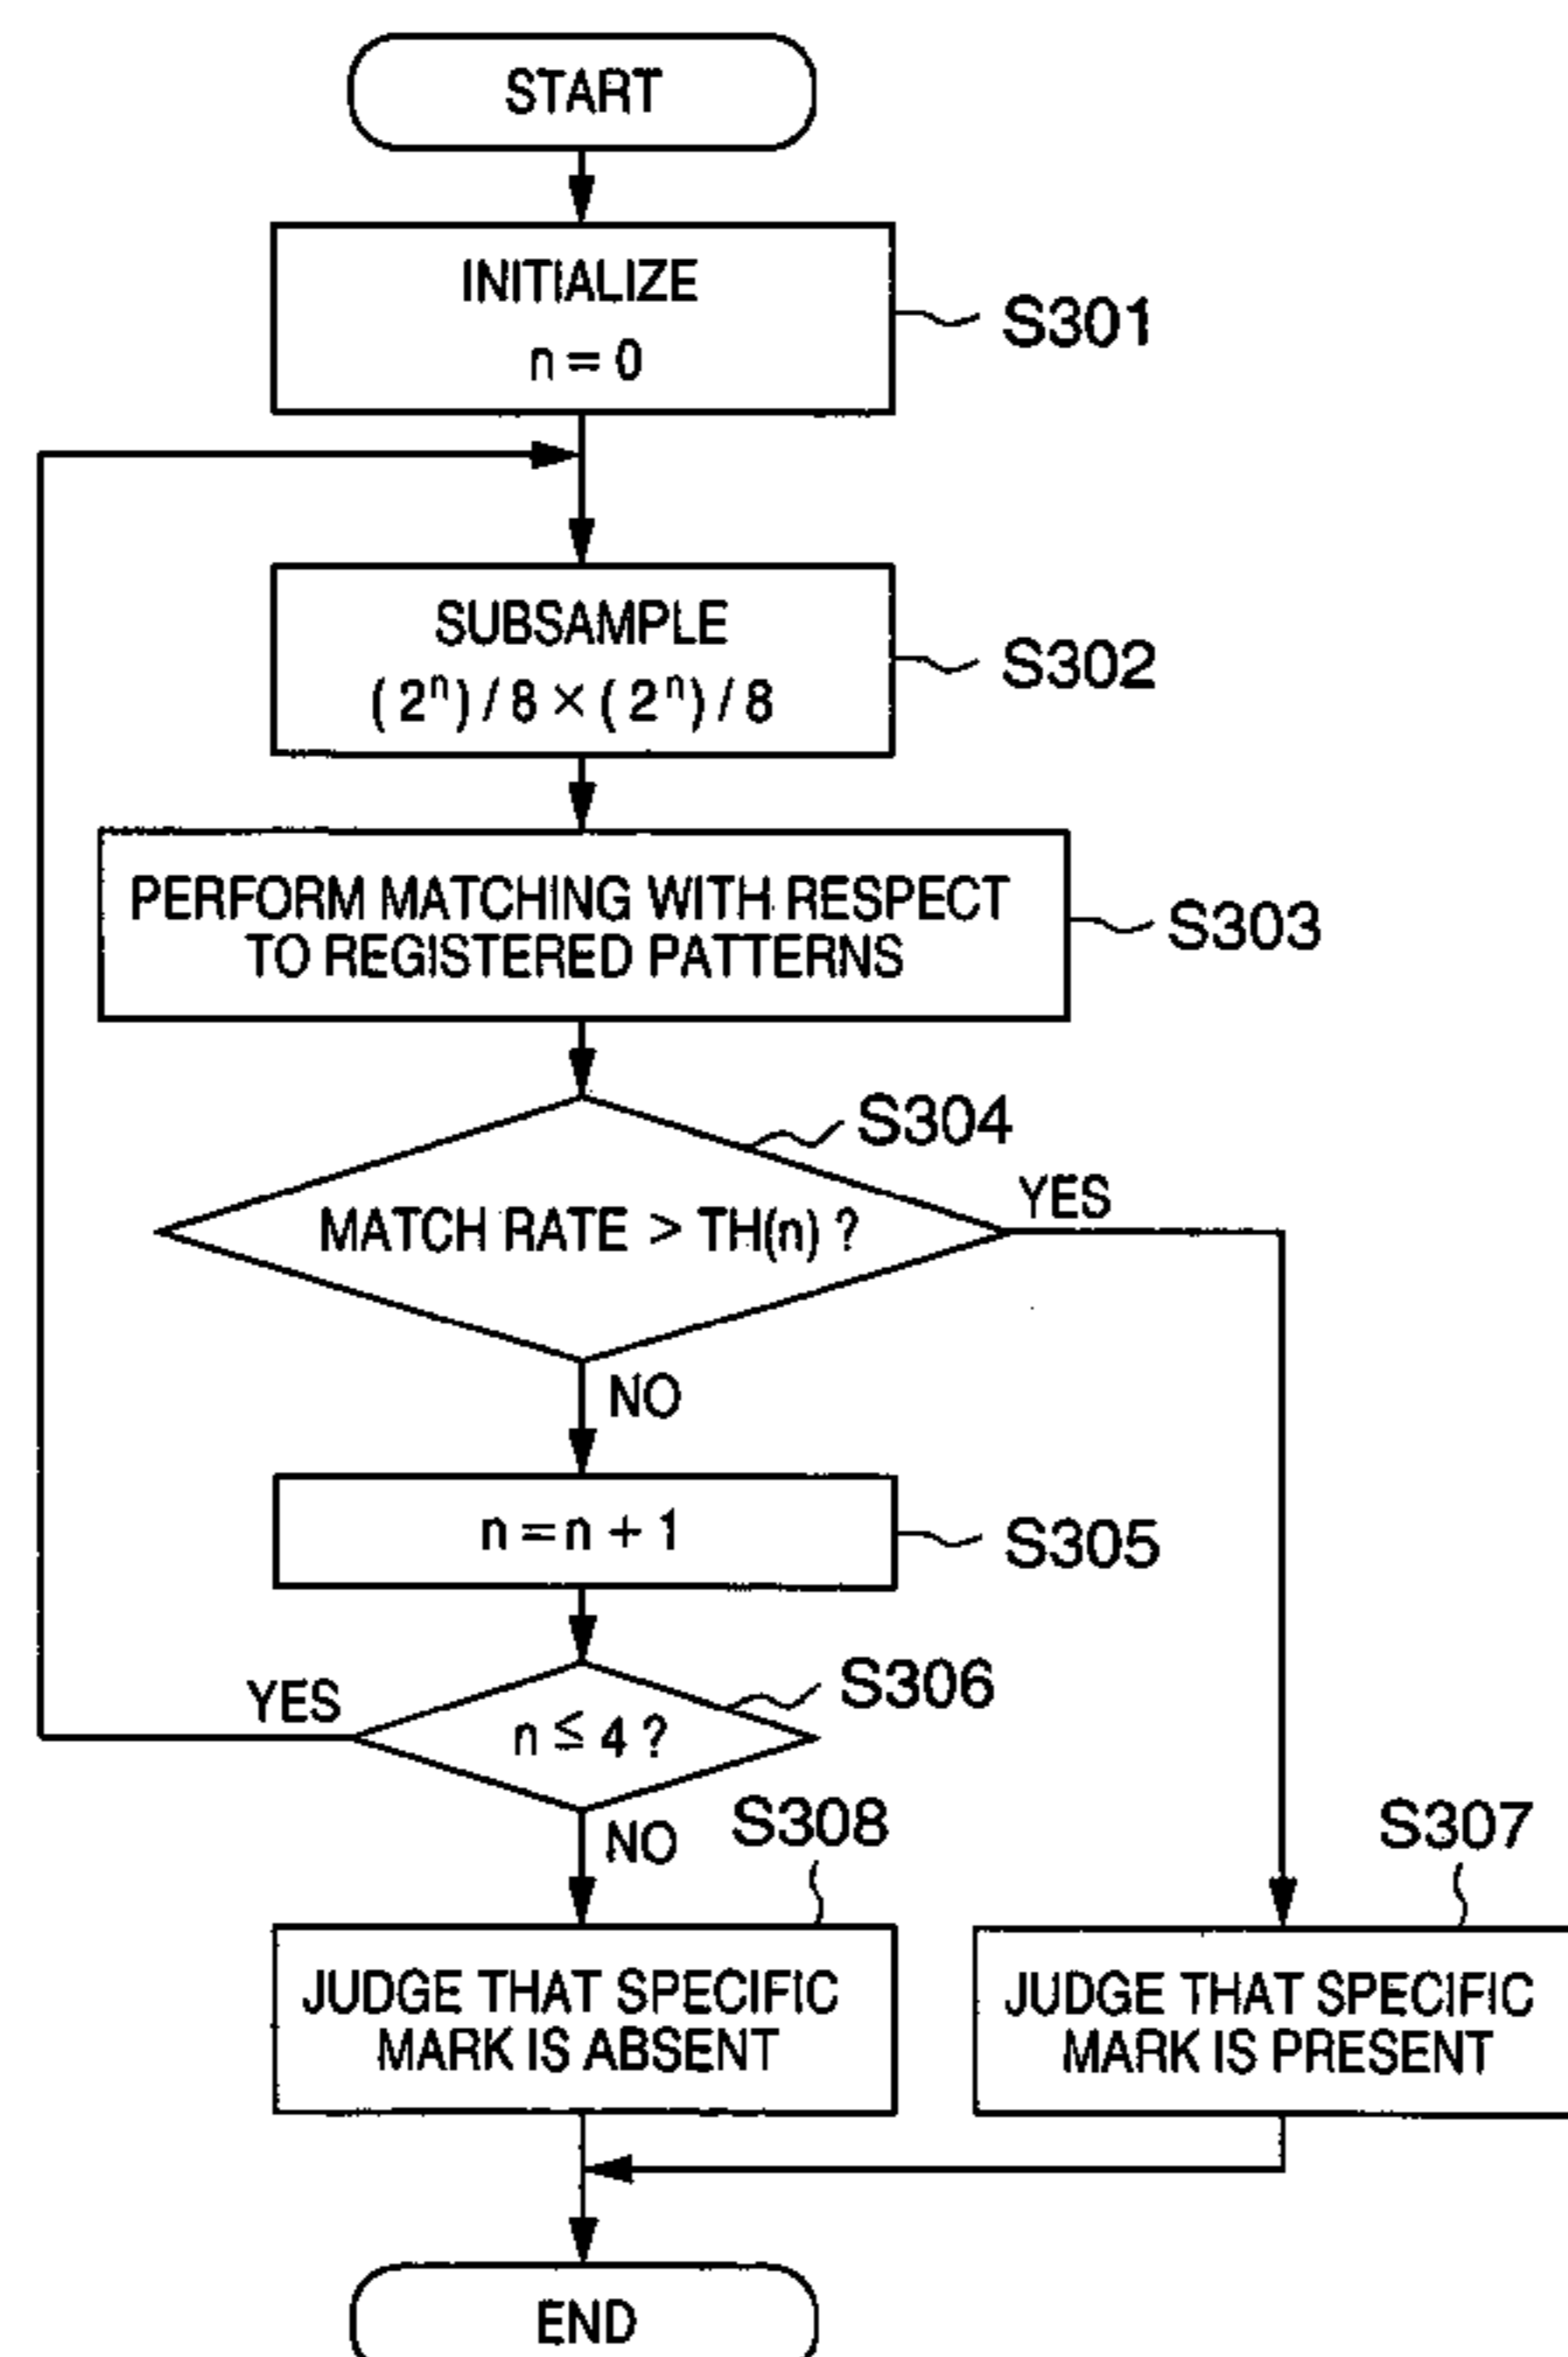 START
INITIALIZE
n = 0
S301
SUBSAMPLE
(2ⁿ)/8 × (2ⁿ)/8
S302
PERFORM MATCHING WITH RESPECT
TO REGISTERED PATTERNS
S303
S304
MATCH RATE > TH(n) ?
YES
NO
n = n + 1
S305
S306
YES
n ≤ 4 ?
NO
S308
S307
JUDGE THAT SPECIFIC
MARK IS ABSENT
JUDGE THAT SPECIFIC
MARK IS PRESENT
END